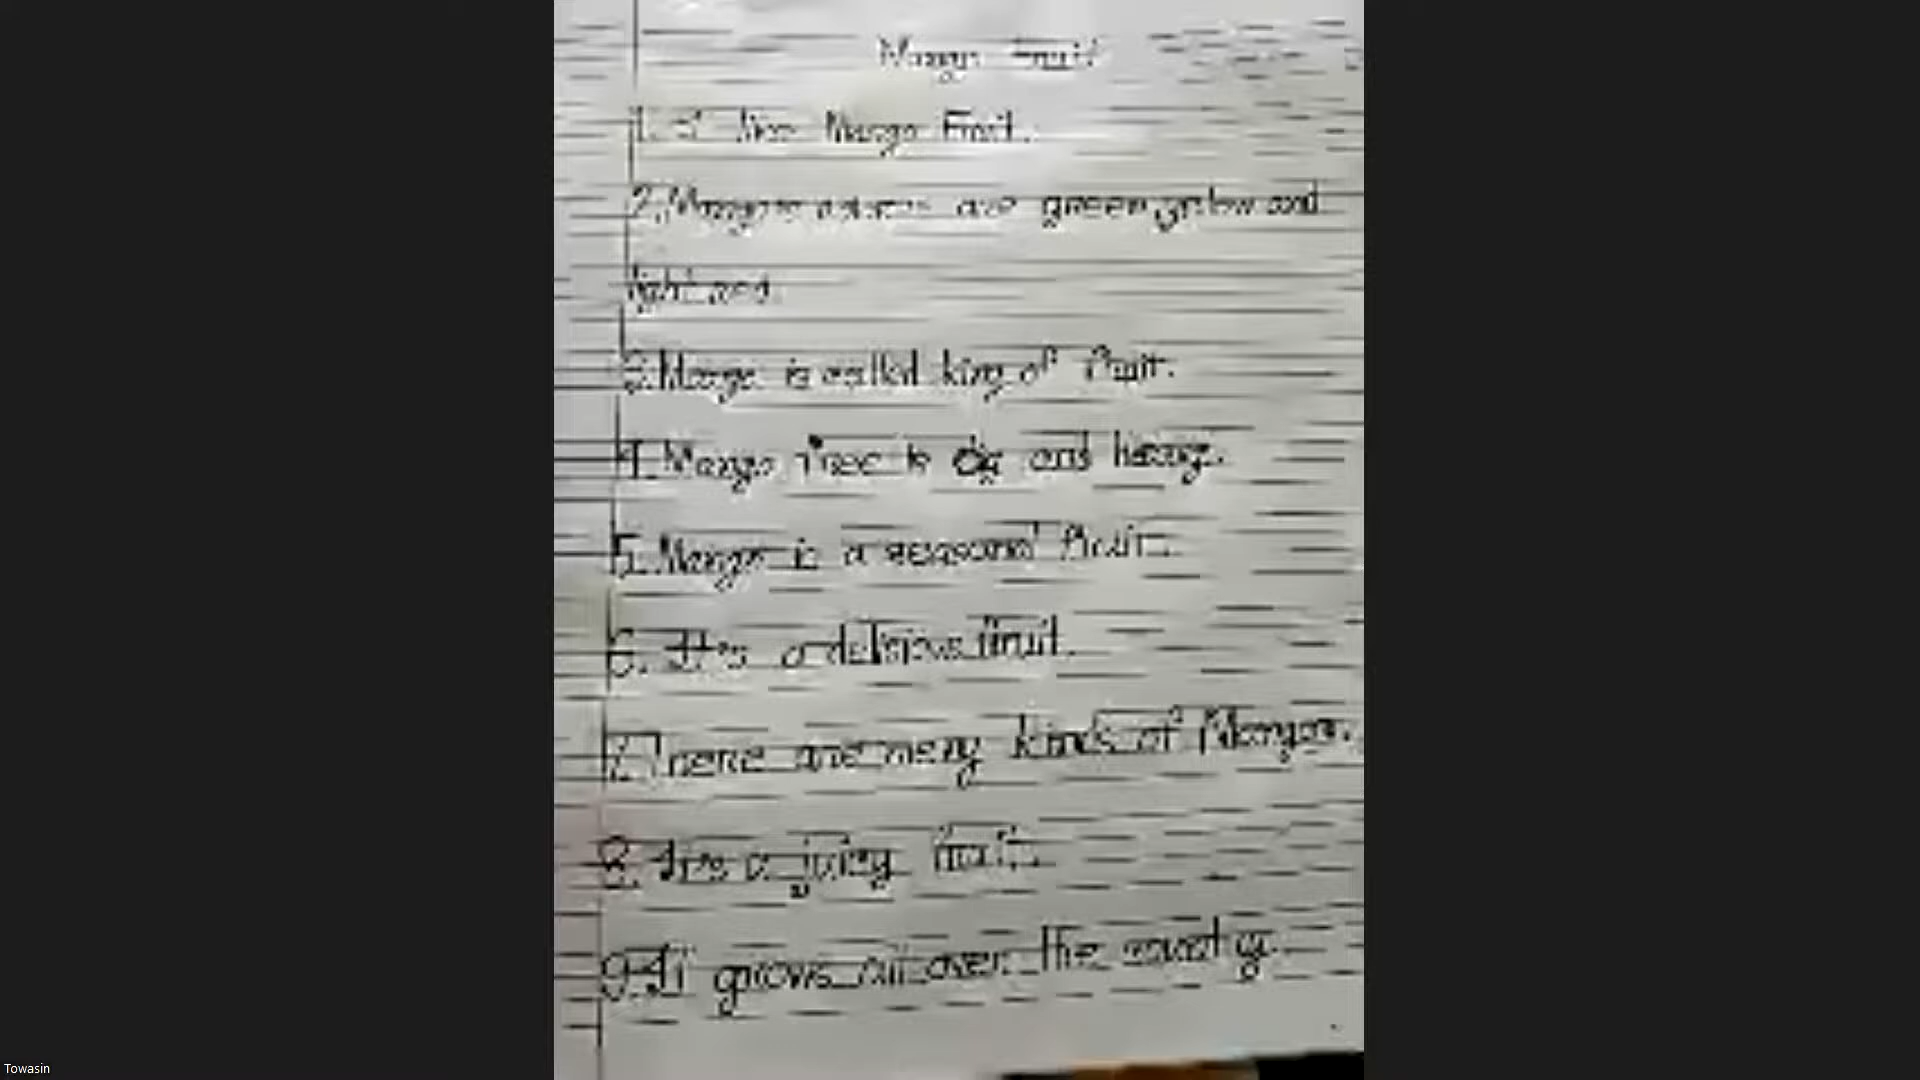 Mango Fruit
1. I like Mango Fruit.
2. Mango's colours are green, yellow and
light red.
3. Mango is called king of fruit.
4. Mango Tree is big and heavy.
5. Mango is a seasonal fruit.
6. It's a delicious fruit.
7. There are many kinds of Mangos.
8. It's a juicy fruit.
9. It grows all over the country.
Towasin